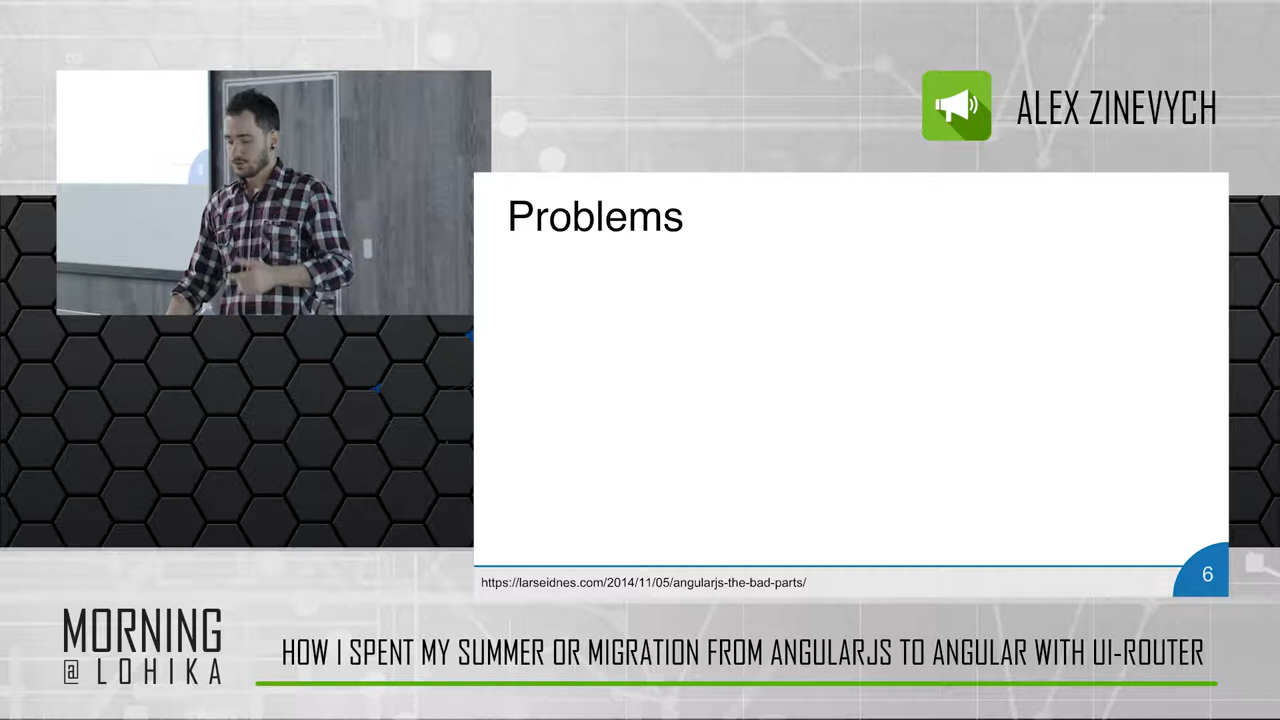 ALEX ZINEVYCH
Problems
https://larseidnes.com/2014/11/05/angularjs-the-bad-parts/
6
MORNING
@ LOHIKA
HOW I SPENT MY SUMMER OR MIGRATION FROM ANGULARJS TO ANGULAR WITH UI-ROUTER